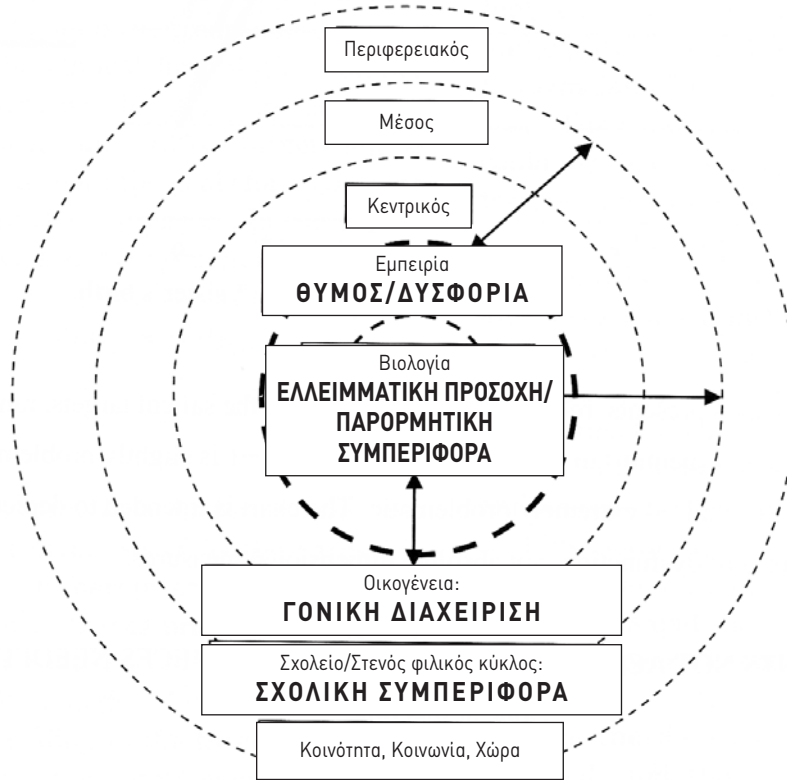 Περιφερειακός
Μέσος
Κεντρικός
Εμπειρία
ΘΥΜΟΣ/ΔΥΣΦΟΡΙΑ
Βιολογία
ΕΛΛΕΙΜΜΑΤΙΚΗ ΠΡΟΣΟΧΗ/
ΠΑΡΟΡΜΗΤΙΚΗ
ΣΥΜΠΕΡΙΦΟΡΑ
Οικογένεια:
ΓΟΝΙΚΗ ΔΙΑΧΕΙΡΙΣΗ
Σχολείο/Στενός φιλικός κύκλος:
ΣΧΟΛΙΚΗ ΣΥΜΠΕΡΙΦΟΡΑ
Κοινότητα, Κοινωνία, Χώρα